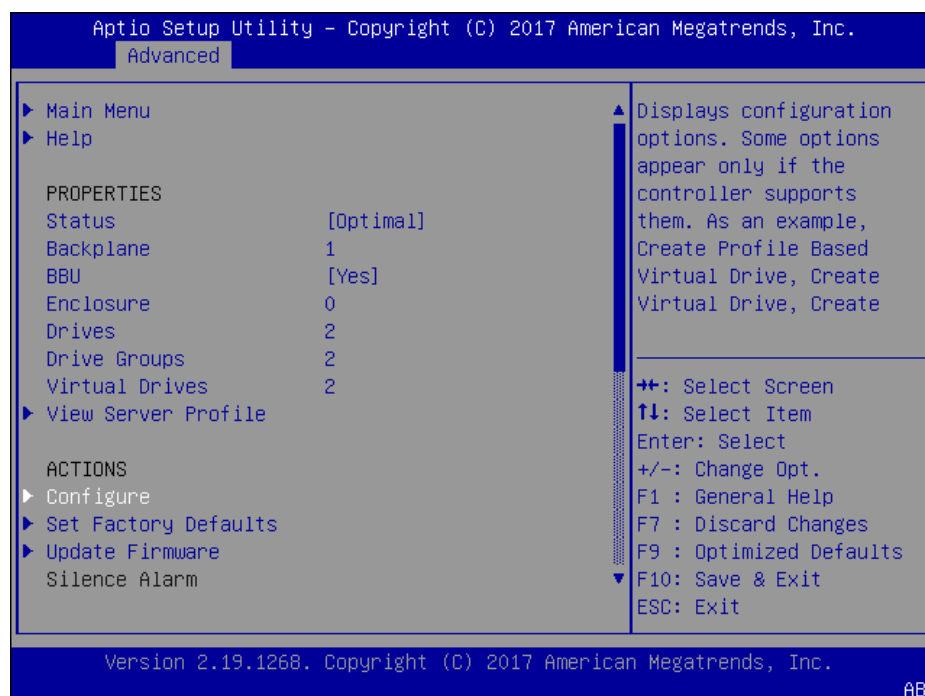 Aptio Setup Utility – Copyright (C) 2017 American Megatrends, Inc.
Advanced
Main Menu
Help
PROPERTIES
Status [Optimal]
Backplane 1
BBU [Yes]
Enclosure 0
Drives 2
Drive Groups 2
Virtual Drives 2
View Server Profile
ACTIONS
Configure
Set Factory Defaults
Update Firmware
Silence Alarm
Displays configuration
options. Some options
appear only if the
controller supports
them. As an example,
Create Profile Based
Virtual Drive, Create
Virtual Drive, Create
→←: Select Screen
↑↓: Select Item
Enter: Select
+/-: Change Opt.
F1 : General Help
F7 : Discard Changes
F9 : Optimized Defaults
F10: Save & Exit
ESC: Exit
Version 2.19.1268. Copyright (C) 2017 American Megatrends, Inc.
AB